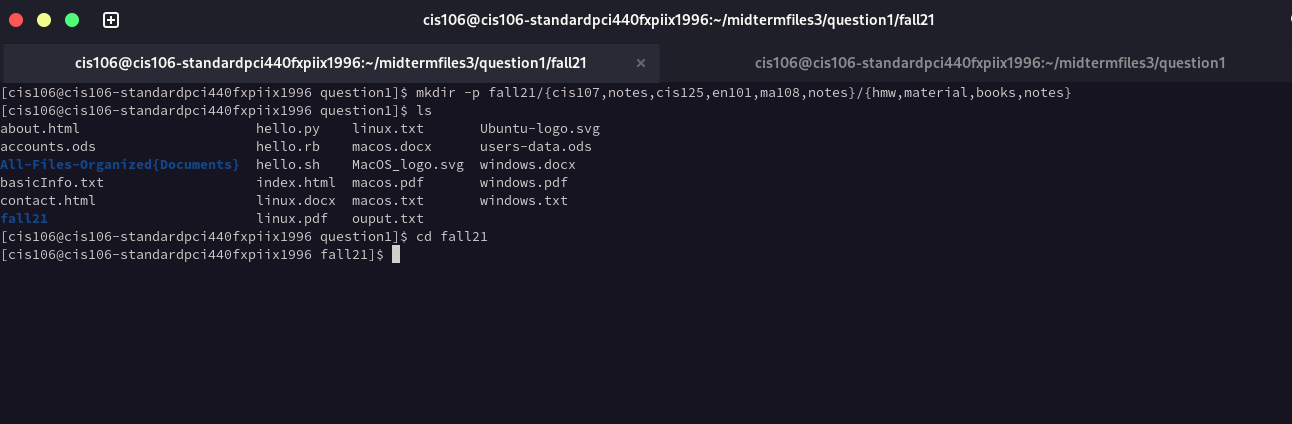 cis106@cis106-standardpci440fxpiix1996:~/midtermfiles3/question1/fall21
cis106@cis106-standardpci440fxpiix1996:~/midtermfiles3/question1/fall21 × cis106@cis106-standardpci440fxpiix1996:~/midtermfiles3/question1
[cis106@cis106-standardpci440fxpiix1996 question1]$ mkdir -p fall21/{cis107,notes,cis125,en101,ma108,notes}/{hmw,material,books,notes}
[cis106@cis106-standardpci440fxpiix1996 question1]$ ls
about.html hello.py linux.txt Ubuntu-logo.svg
accounts.ods hello.rb macos.docx users-data.ods
All-Files-Organized{Documents} hello.sh MacOS_logo.svg windows.docx
basicInfo.txt index.html macos.pdf windows.pdf
contact.html linux.docx macos.txt windows.txt
fall21 linux.pdf ouput.txt
[cis106@cis106-standardpci440fxpiix1996 question1]$ cd fall21
[cis106@cis106-standardpci440fxpiix1996 fall21]$